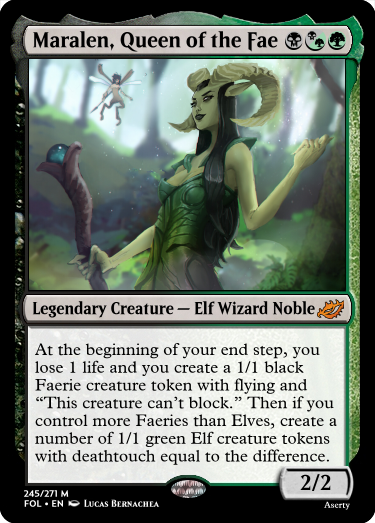 Maralen, Queen of the Fae
Legendary Creature — Elf Wizard Noble
At the beginning of your end step, you
lose 1 life and you create a 1/1 black
Faerie creature token with flying and
“This creature can't block.” Then if you
control more Faeries than Elves, create a
number of 1/1 green Elf creature tokens
with deathtouch equal to the difference.
2/2
245/271 M
FOL • EN Lucas Bernachea
Aserty